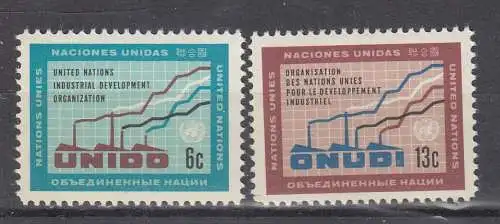 NACIONES UNIDAS
NATIONS UNIES
UNITED NATIONS
INDUSTRIAL DEVELOPMENT
ORGANIZATION
UNIDO
6c
UNITED NATIONS
ОБЪЕДИНЕННЫЕ НАЦИИ
NACIONES UNIDAS
NATIONS UNIES
ORGANISATION
DES NATIONS UNIES
POUR LE DEVELOPPEMENT
INDUSTRIEL
ONUDI
13c
UNITED NATIONS
ОБЪЕДИНЕННЫЕ НАЦИИ